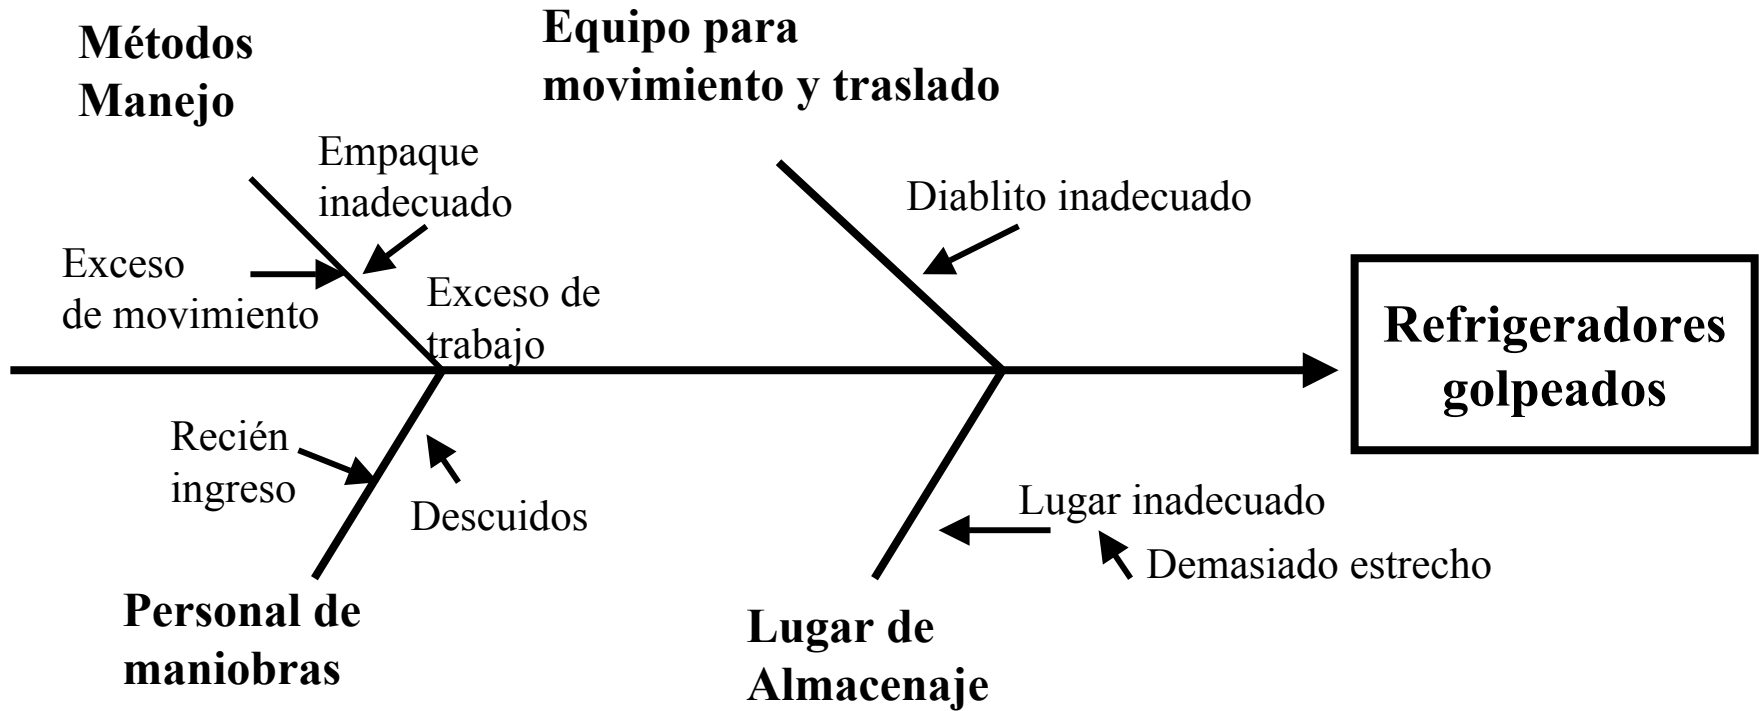 Métodos
Manejo
Equipo para
movimiento y traslado
Empaque
inadecuado
Diablito inadecuado
Exceso
de movimiento
Exceso de
trabajo
Refrigeradores
golpeados
Recién
ingreso
Descuidos
Lugar inadecuado
Demasiado estrecho
Personal de
maniobras
Lugar de
Almacenaje